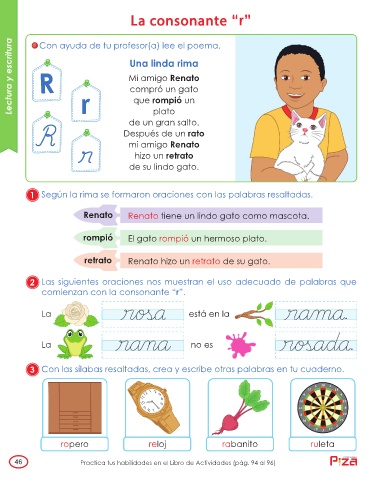 La consonante “r”
Lectura y escritura
Con ayuda de tu profesor(a) lee el poema.
Una linda rima
R
r
R
r
Mi amigo Renato
compró un gato
que rompió un
plato
de un gran salto.
Después de un rato
mi amigo Renato
hizo un retrato
de su lindo gato.
1 Según la rima se formaron oraciones con las palabras resaltadas.
Renato Renato tiene un lindo gato como mascota.
rompió El gato rompió un hermoso plato.
retrato Renato hizo un retrato de su gato.
2 Las siguientes oraciones nos muestran el uso adecuado de palabras que
comienzan con la consonante “r”.
La rosa está en la rama.
La rana no es rosada.
3 Con las sílabas resaltadas, crea y escribe otras palabras en tu cuaderno.
ropero reloj rabanito ruleta
46 Practica tus habilidades en el Libro de Actividades (pág. 94 al 96)